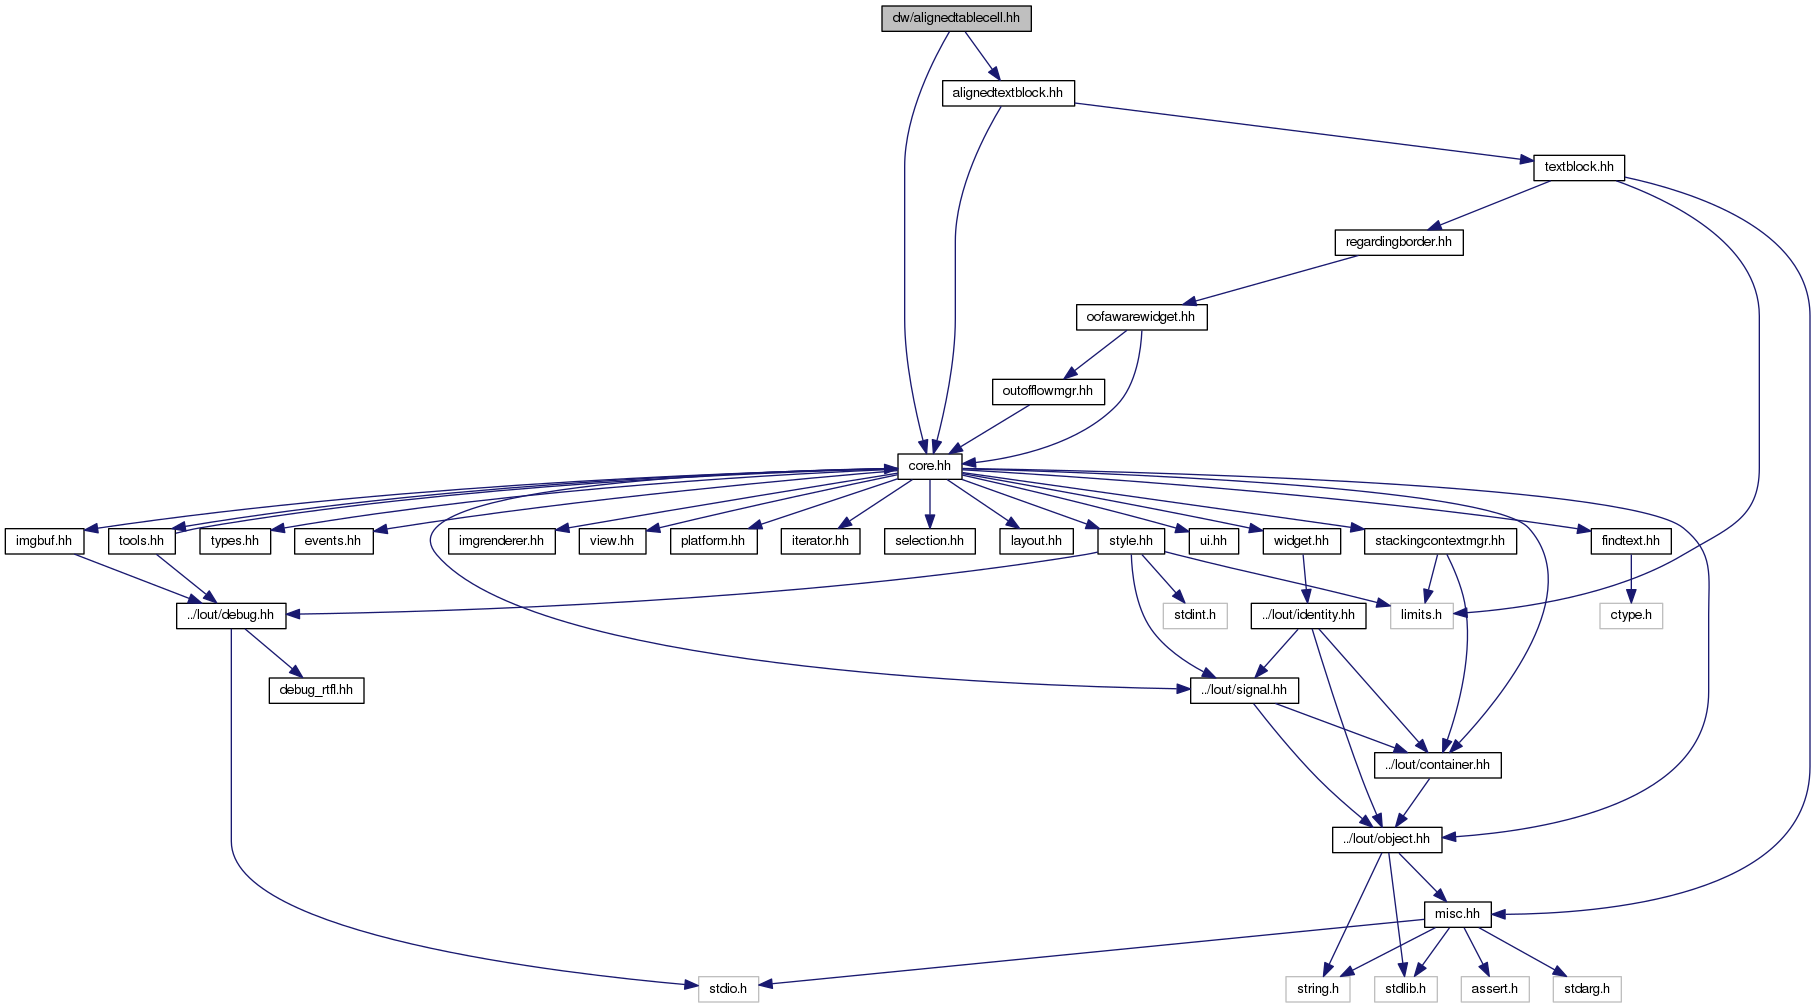 dw/alignedtablecell.hh
alignedtextblock.hh
textblock.hh
regardingborder.hh
oofawarewidget.hh
outofflowmgr.hh
core.hh
imgbuf.hh
tools.hh
types.hh
events.hh
imgrenderer.hh
view.hh
platform.hh
iterator.hh
selection.hh
layout.hh
style.hh
ui.hh
widget.hh
stackingcontextmgr.hh
findtext.hh
../lout/debug.hh
stdint.h
../lout/identity.hh
limits.h
ctype.h
debug_rtfl.hh
../lout/signal.hh
../lout/container.hh
../lout/object.hh
misc.hh
stdio.h
string.h
stdlib.h
assert.h
stdarg.h